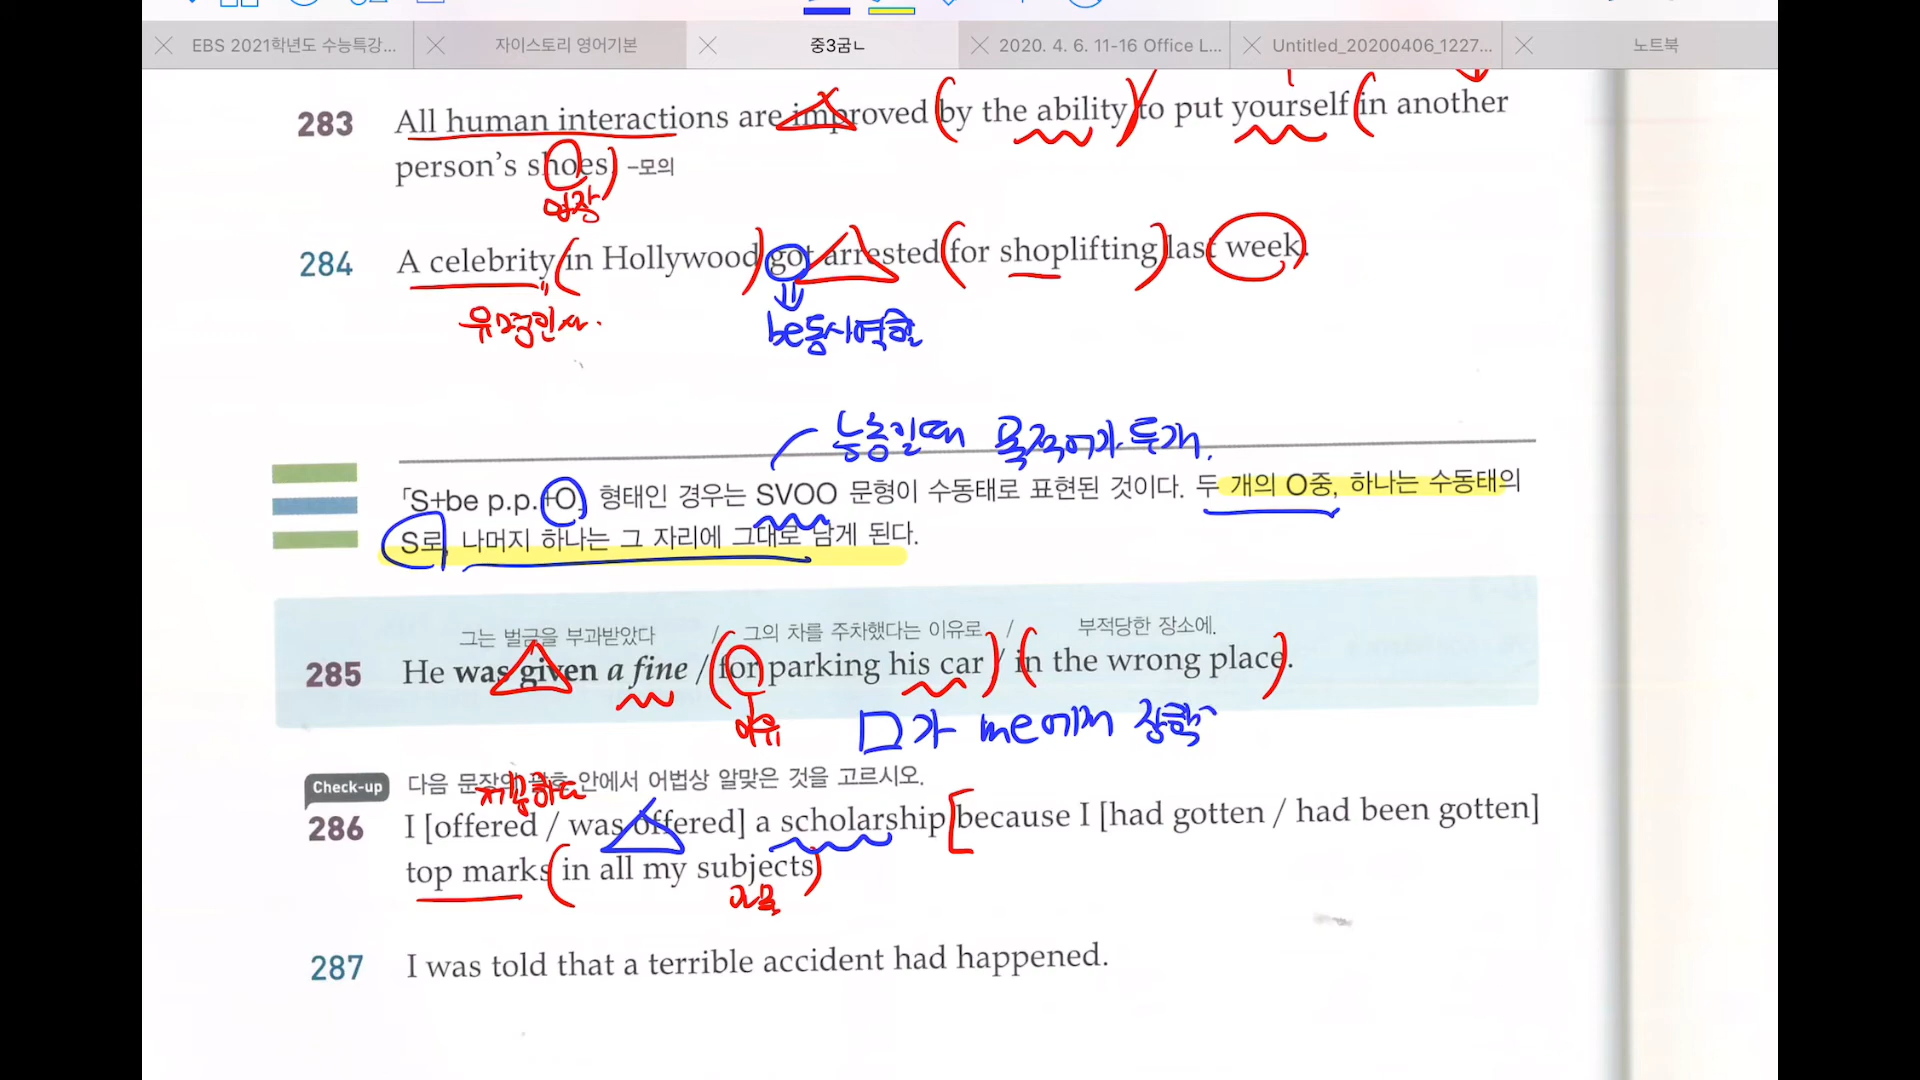 EBS 2021학년도 수능특강...
자이스토리 영어기본
중3굼ㄴ
2020. 4. 6. 11-16 Office L...
Untitled_20200406_1227...
노트북
283 All human interactions are improved by the ability to put yourself in another
person's shoes. –모의
입장
284 A celebrity in Hollywood got arrested for shoplifting last week.
유명인사.
be동사역할
능동일때 목적어가 두개.
「S+be p.p.+O」 형태인 경우는 SVOO 문형이 수동태로 표현된 것이다. 두 개의 O중, 하나는 수동태의
S로, 나머지 하나는 그 자리에 그대로 남게 된다.
그는 벌금을 부과받았다 / 그의 차를 주차했다는 이유로 / 부적당한 장소에.
285 He was given a fine / for parking his car / in the wrong place.
이유
ㅁ가 me에게 장학
Check-up 다음 문장의 괄호 안에서 어법상 알맞은 것을 고르시오.
제공하다
286 I [offered / was offered] a scholarship because I [had gotten / had been gotten]
top marks in all my subjects
과목
287 I was told that a terrible accident had happened.